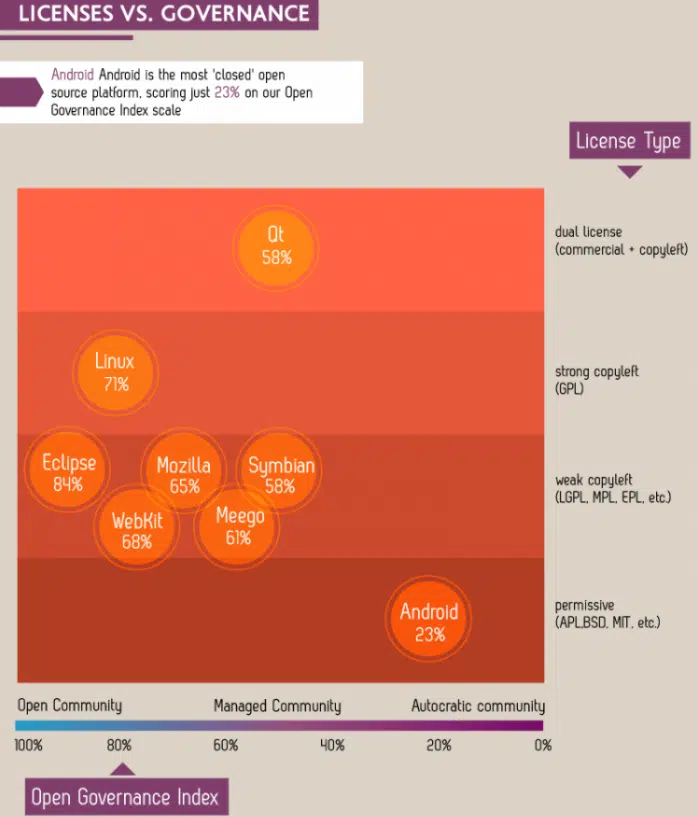 LICENSES VS. GOVERNANCE
Android Android is the most 'closed' open
source platform, scoring just 23% on our Open
Governance Index scale
License Type
Qt
58%
dual license
(commercial + copyleft)
Linux
71%
strong copyleft
(GPL)
Eclipse
84%
Mozilla
65%
Symbian
58%
WebKit
68%
Meego
61%
weak copyleft
(LGPL, MPL, EPL, etc.)
Android
23%
permissive
(APL,BSD, MIT, etc.)
Open Community Managed Community Autocratic community
100% 80% 60% 40% 20% 0%
Open Governance Index